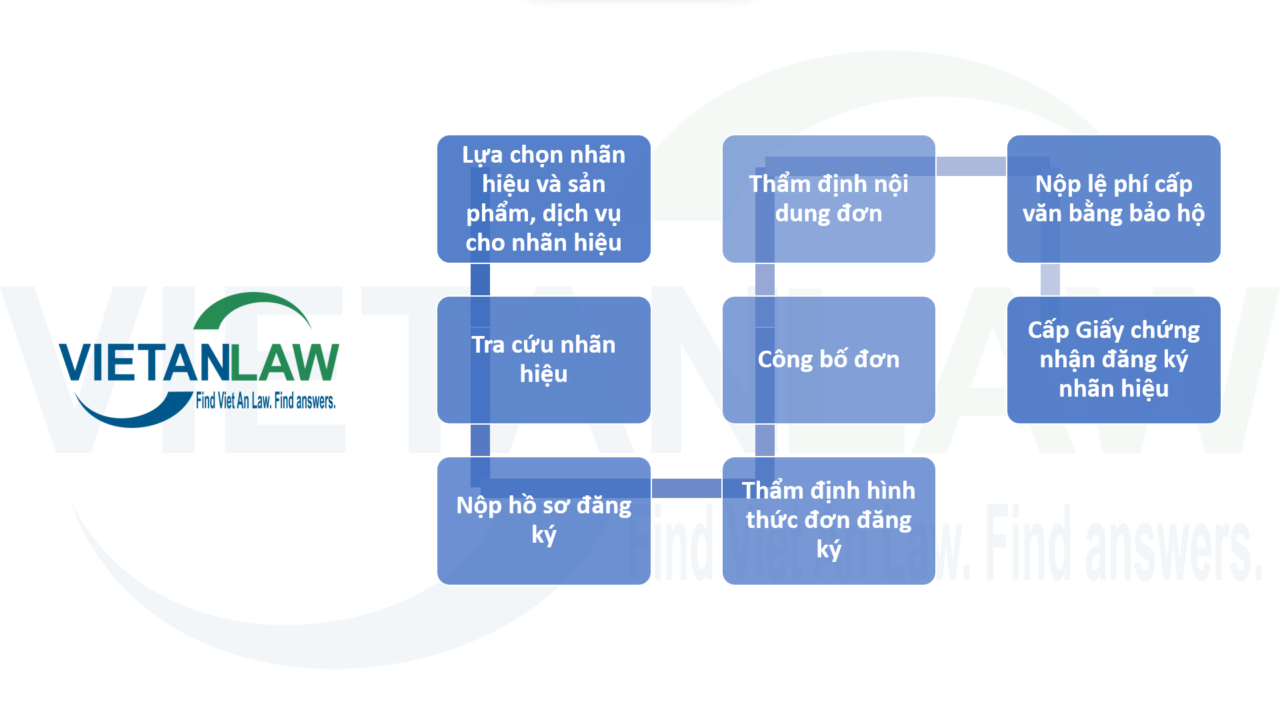 VIETANLAW
Find Viet An Law. Find answers.
Lựa chọn nhãn
hiệu và sản
phẩm, dịch vụ
cho nhãn hiệu
Tra cứu nhãn
hiệu
Nộp hồ sơ đăng
ký
Thẩm định hình
thức đơn đăng
ký
Công bố đơn
Thẩm định nội
dung đơn
Nộp lệ phí cấp
văn bằng bảo hộ
Cấp Giấy chứng
nhận đăng ký
nhãn hiệu
VIETANLAW
Find Viet An Law. Find answers.